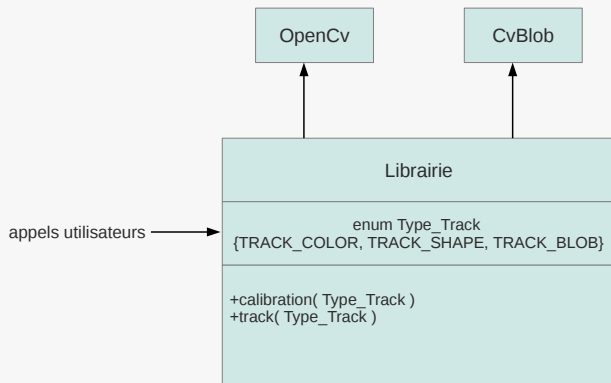 OpenCv
CvBlob
Librairie
appels utilisateurs
enum Type_Track
{TRACK_COLOR, TRACK_SHAPE, TRACK_BLOB}
+calibration( Type_Track )
+track( Type_Track )